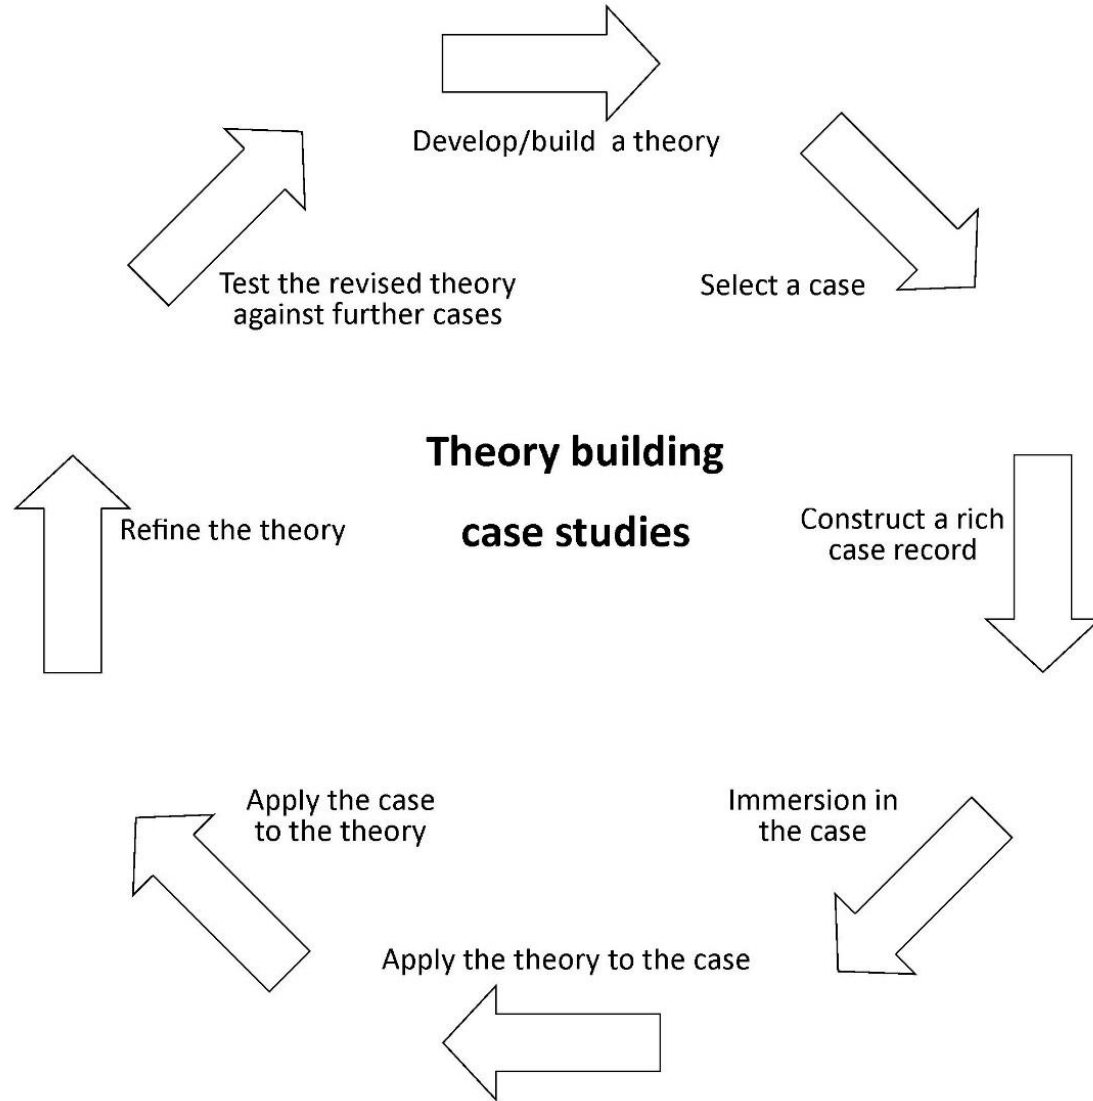 Develop/build a theory
Select a case
Construct a rich
case record
Immersion in
the case
Apply the theory to the case
Apply the case
to the theory
Refine the theory
Test the revised theory
against further cases
Theory building
case studies